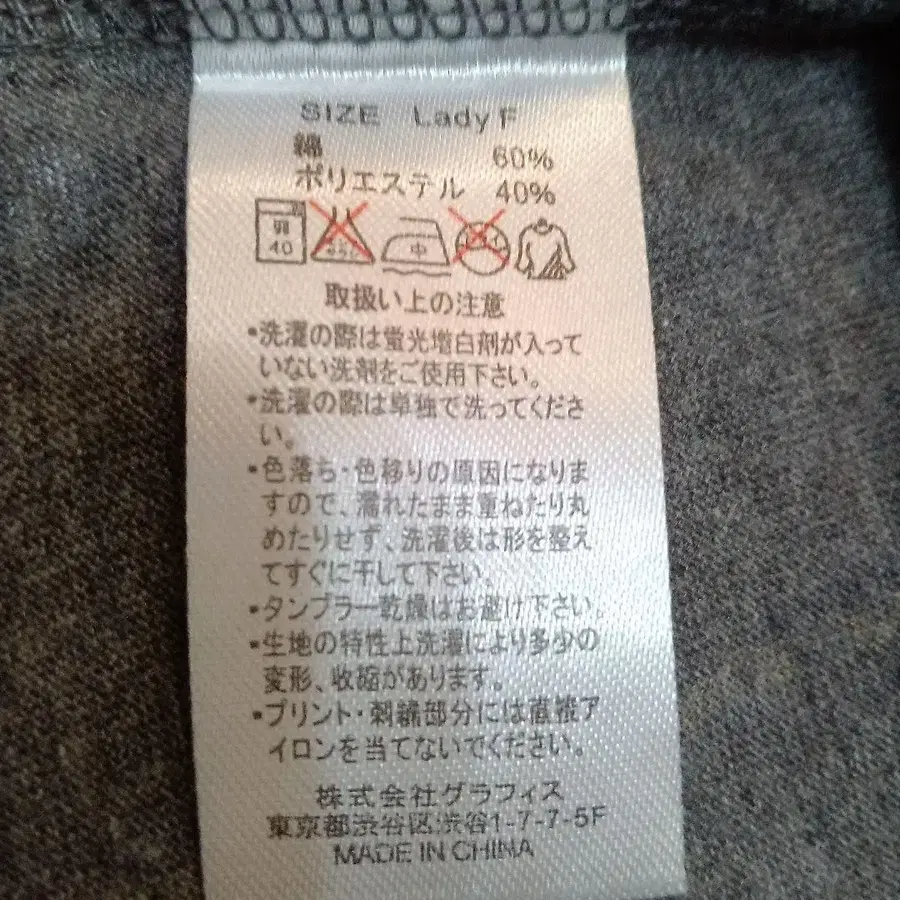 SIZE Lady F
綿 60%
ポリエステル 40%
弱 40 中
取扱い上の注意
・洗濯の際は蛍光増白剤が入って
いない洗剤をご使用下さい。
・洗濯の際は単独で洗ってくださ
い。
・色落ち・色移りの原因になりま
すので、濡れたまま重ねたり丸
めたりせず、洗濯後は形を整え
てすぐに干して下さい。
・タンブラー乾燥はお避け下さい。
・生地の特性上洗濯により多少の
変形、収縮があります。
・プリント・刺繍部分には直接ア
イロンを当てないでください。
株式会社グラフィス
東京都渋谷区渋谷1-7-7-5F
MADE IN CHINA